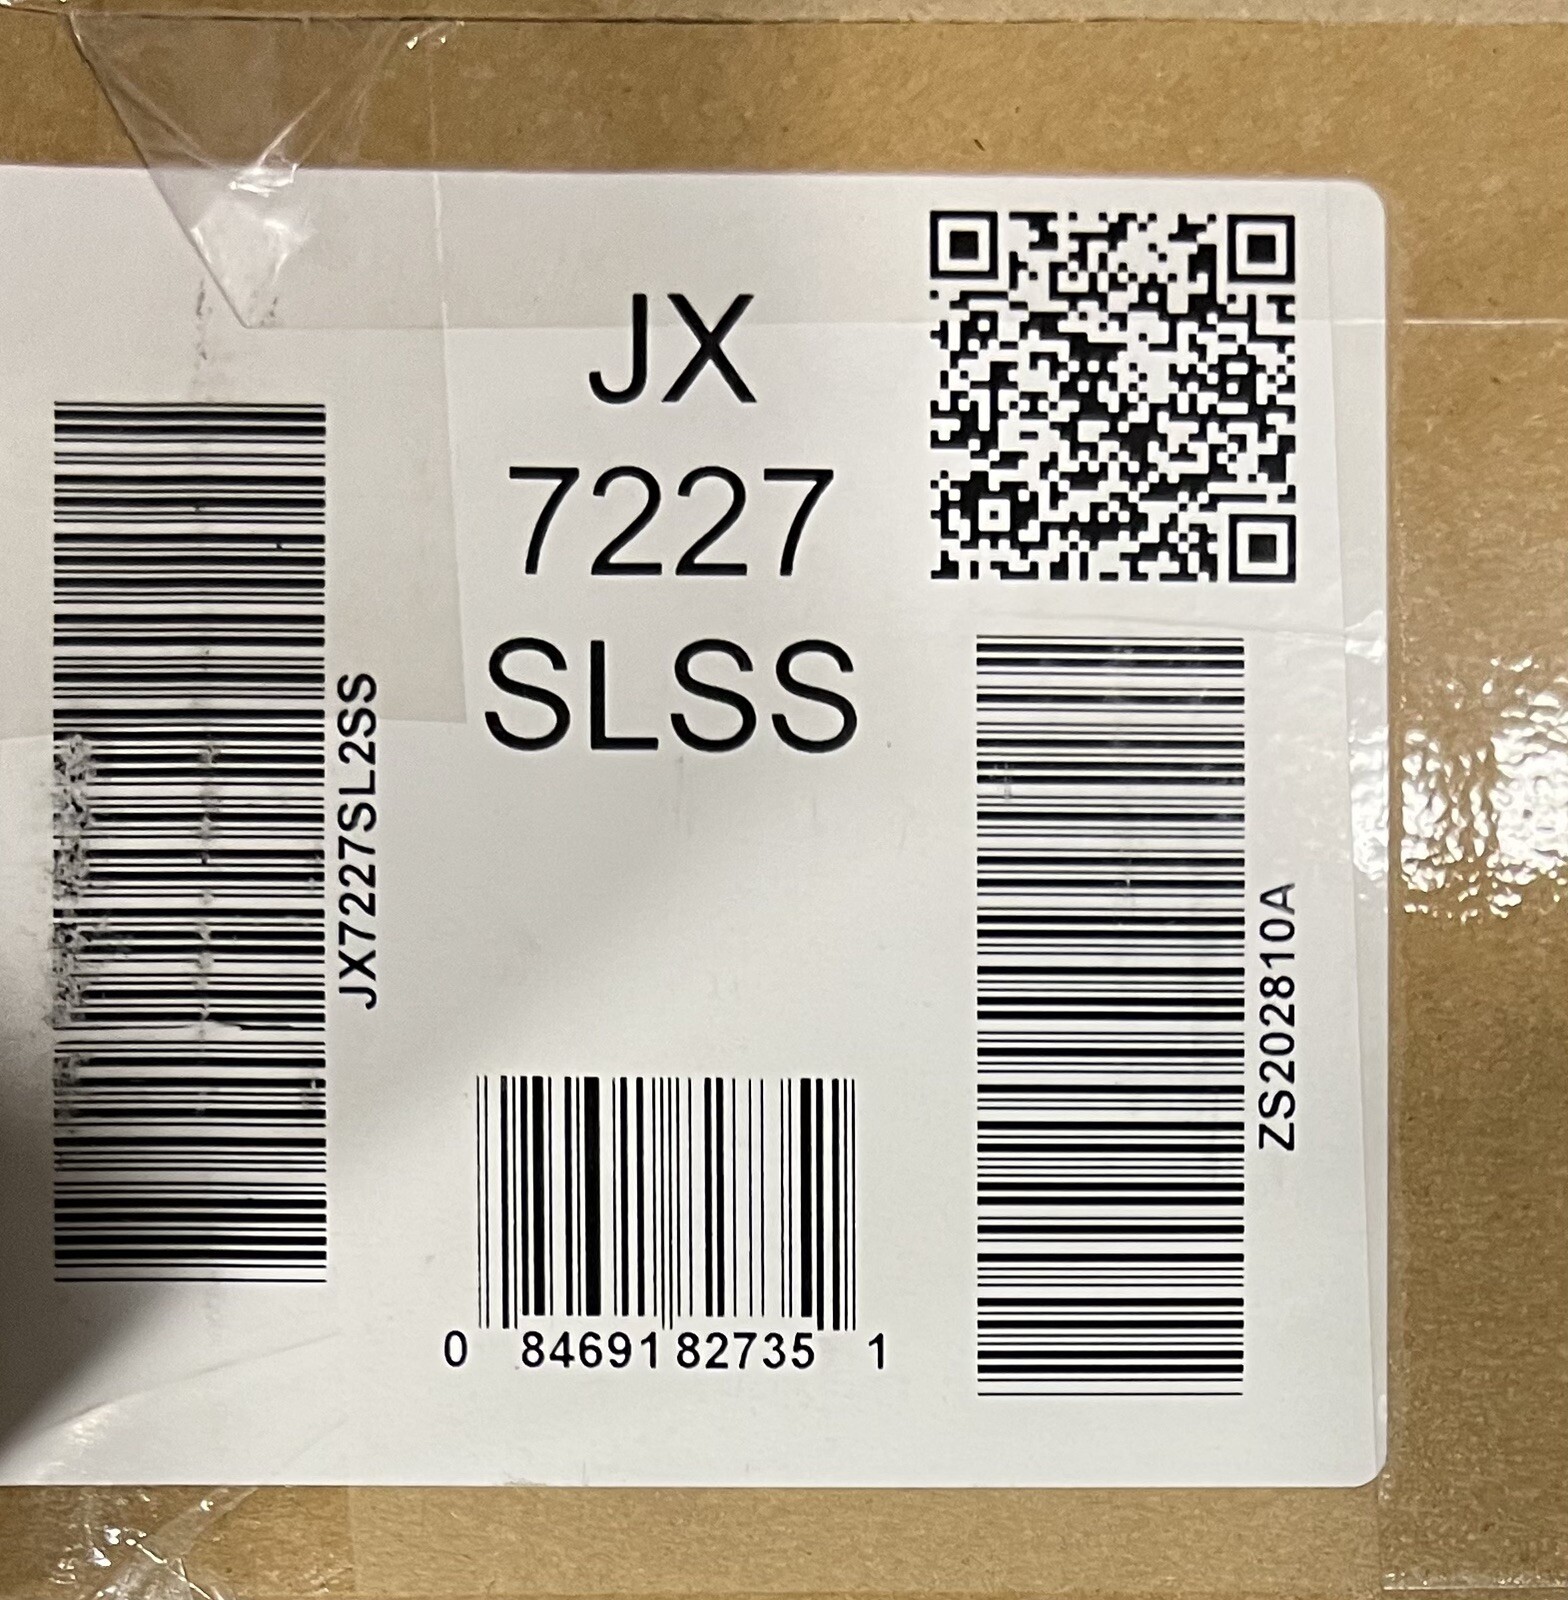 JX
7227
SLSS
JX7227SL2SS
ZS202810A
0 84691 82735 1